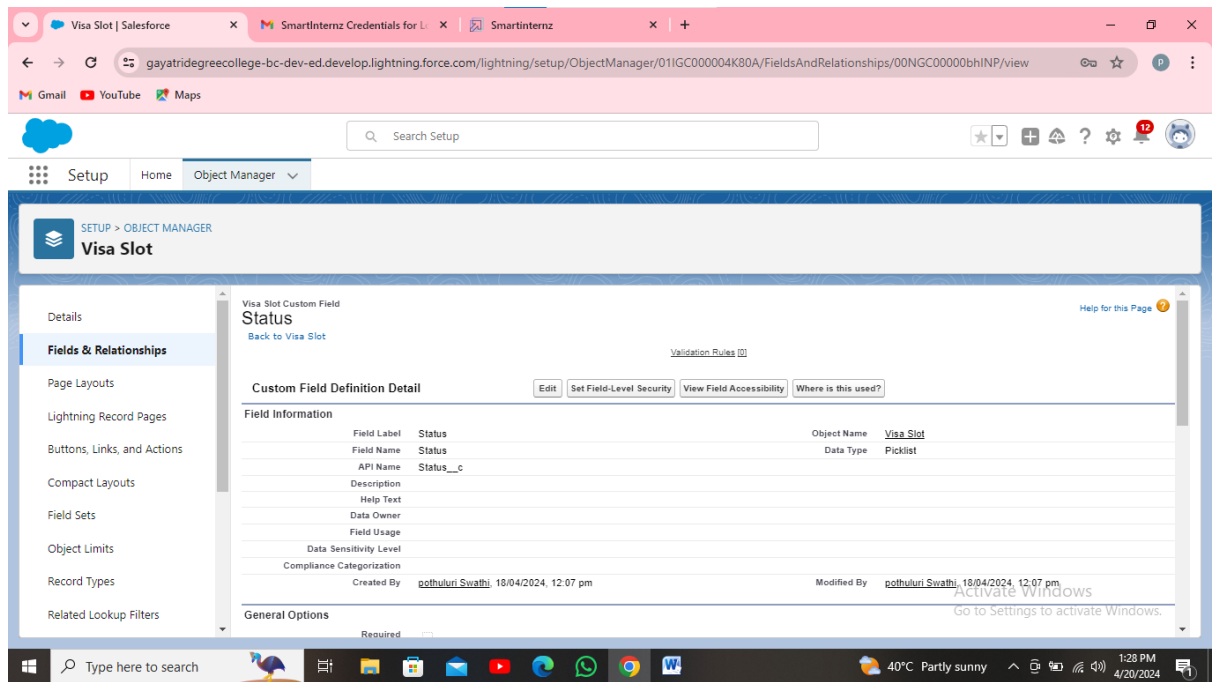 Visa Slot | Salesforce
SmartInternz Credentials for Lo
Smartinternz
gayatridegreecollege-bc-dev-ed.develop.lightning.force.com/lightning/setup/ObjectManager/01IGC000004K80A/FieldsAndRelationships/00NGC00000bhINP/view
P
Gmail YouTube Maps
Search Setup
12
Setup Home Object Manager
SETUP > OBJECT MANAGER
Visa Slot
Details
Fields & Relationships
Page Layouts
Lightning Record Pages
Buttons, Links, and Actions
Compact Layouts
Field Sets
Object Limits
Record Types
Related Lookup Filters
Visa Slot Custom Field
Status
Back to Visa Slot
Help for this Page
Validation Rules [0]
Custom Field Definition Detail Edit Set Field-Level Security View Field Accessibility Where is this used?
Field Information
Field Label Status Object Name Visa Slot
Field Name Status Data Type Picklist
API Name Status__c
Description
Help Text
Data Owner
Field Usage
Data Sensitivity Level
Compliance Categorization
Created By pothuluri Swathi, 18/04/2024, 12:07 pm Modified By pothuluri Swathi, 18/04/2024, 12:07 pm
General Options
Required
Activate Windows
Go to Settings to activate Windows.
Type here to search
40°C Partly sunny
1:28 PM
4/20/2024
1